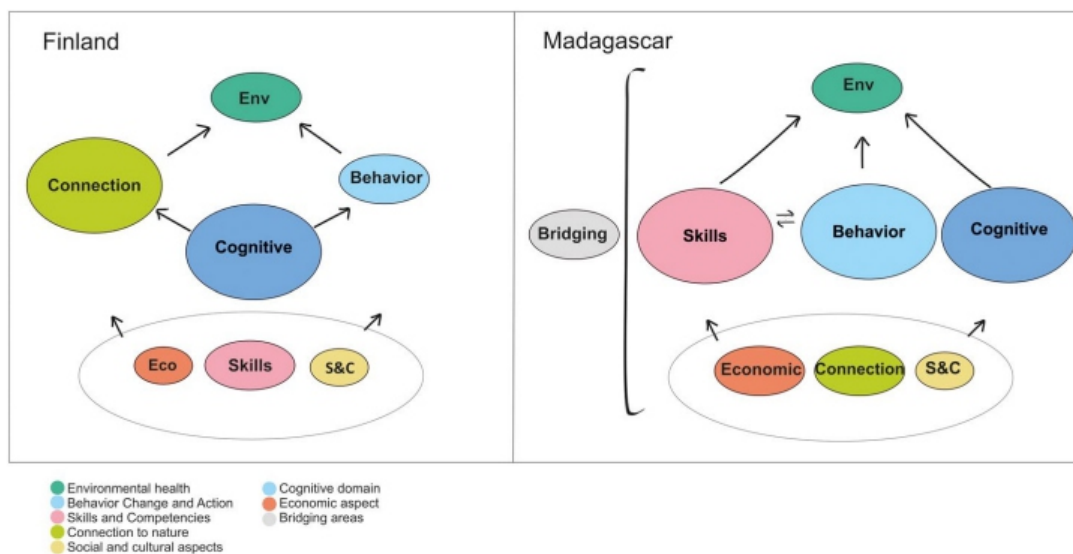 Finland
Env
Connection
Behavior
Cognitive
Eco
Skills
S&C
Madagascar
Env
Bridging
Skills
Behavior
Cognitive
Economic
Connection
S&C
Environmental health
Behavior Change and Action
Skills and Competencies
Connection to nature
Social and cultural aspects
Cognitive domain
Economic aspect
Bridging areas